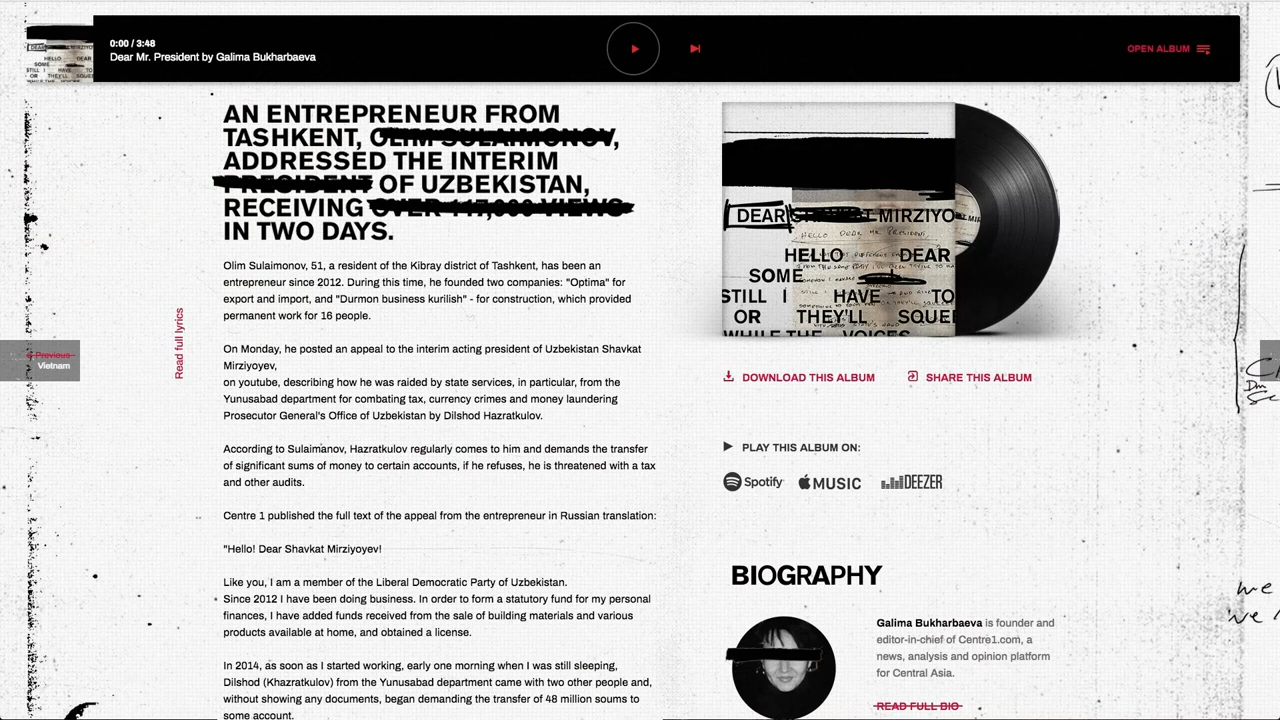 0:00 / 3:48
Dear Mr. President by Galima Bukharbaeva
OPEN ALBUM
AN ENTREPRENEUR FROM
TASHKENT, OLIM SULAIMONOV,
ADDRESSED THE INTERIM
PRESIDENT OF UZBEKISTAN,
RECEIVING OVER 117,000 VIEWS
IN TWO DAYS.
Olim Sulaimonov, 51, a resident of the Kibray district of Tashkent, has been an
entrepreneur since 2012. During this time, he founded two companies: "Optima" for
export and import, and "Durmon business kurilish" - for construction, which provided
permanent work for 16 people.
On Monday, he posted an appeal to the interim acting president of Uzbekistan Shavkat
Mirziyoyev,
on youtube, describing how he was raided by state services, in particular, from the
Yunusabad department for combating tax, currency crimes and money laundering
Prosecutor General's Office of Uzbekistan by Dilshod Hazratkulov.
According to Sulaimanov, Hazratkulov regularly comes to him and demands the transfer
of significant sums of money to certain accounts, if he refuses, he is threatened with a tax
and other audits.
Centre 1 published the full text of the appeal from the entrepreneur in Russian translation:
"Hello! Dear Shavkat Mirziyoyev!
Like you, I am a member of the Liberal Democratic Party of Uzbekistan.
Since 2012 I have been doing business. In order to form a statutory fund for my personal
finances, I have added funds received from the sale of building materials and various
products available at home, and obtained a license.
In 2014, as soon as I started working, early one morning when I was still sleeping,
Dilshod (Khazratkulov) from the Yunusabad department came with two other people and,
without showing any documents, began demanding the transfer of 48 million soums to
some account.
Read full lyrics
Previous
Vietnam
DEAR MIRZIYO
HELLO DEAR MR. PRESIDENT,
HELLO DEAR
SOME
STILL I HAVE TO
OR THEY'LL SQUEE
WHILE THE VOICES
DOWNLOAD THIS ALBUM
SHARE THIS ALBUM
PLAY THIS ALBUM ON:
Spotify
MUSIC
DEEZER
BIOGRAPHY
Galima Bukharbaeva is founder and
editor-in-chief of Centre1.com, a
news, analysis and opinion platform
for Central Asia.
READ FULL BIO
we
we